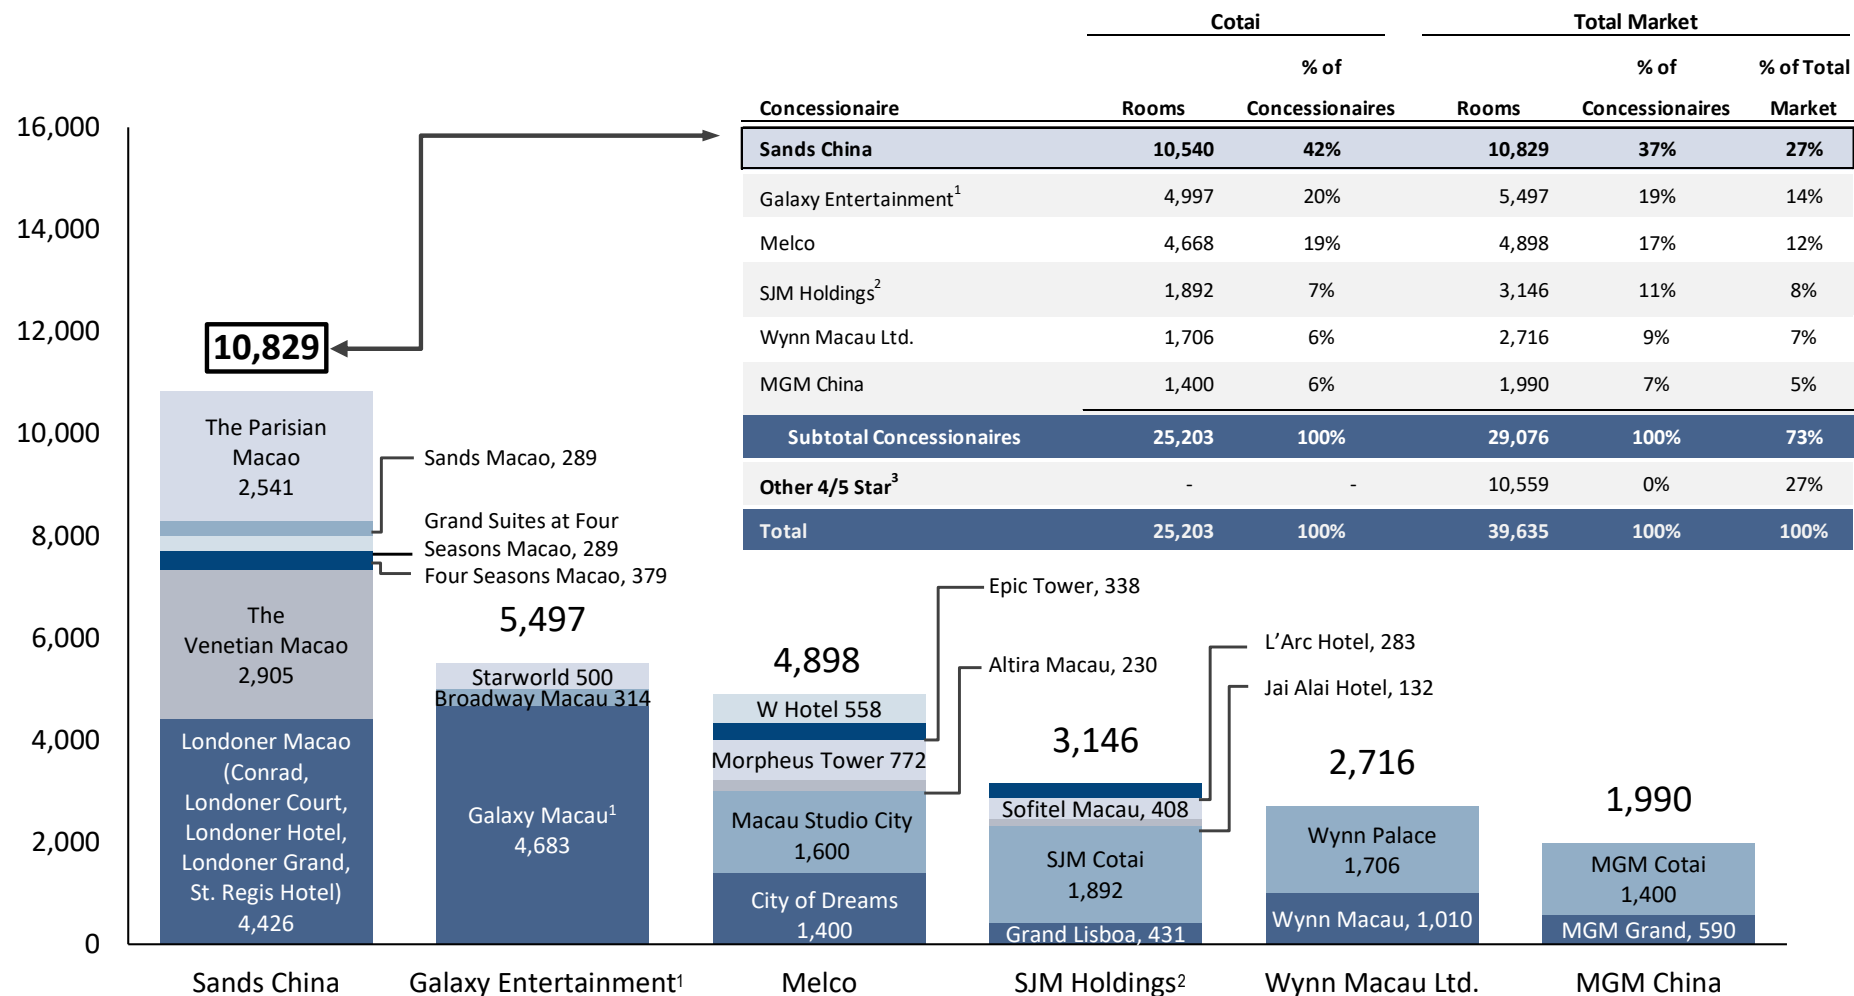 Cotai Total Market
% of % of % of Total
Concessionaire Rooms Concessionaires Rooms Concessionaires Market
Sands China 10,540 42% 10,829 37% 27%
Galaxy Entertainment1 4,997 20% 5,497 19% 14%
Melco 4,668 19% 4,898 17% 12%
SJM Holdings2 1,892 7% 3,146 11% 8%
Wynn Macau Ltd. 1,706 6% 2,716 9% 7%
MGM China 1,400 6% 1,990 7% 5%
Subtotal Concessionaires 25,203 100% 29,076 100% 73%
Other 4/5 Star3 - - 10,559 0% 27%
Total 25,203 100% 39,635 100% 100%
16,000
14,000
12,000
10,000
8,000
6,000
4,000
2,000
0
10,829
The Parisian
Macao
2,541
Sands Macao, 289
Grand Suites at Four
Seasons Macao, 289
Four Seasons Macao, 379
The
Venetian Macao
2,905
Londoner Macao
(Conrad,
Londoner Court,
Londoner Hotel,
Londoner Grand,
St. Regis Hotel)
4,426
5,497
Starworld 500
Broadway Macau 314
Galaxy Macau1
4,683
4,898
W Hotel 558
Epic Tower, 338
Morpheus Tower 772
Altira Macau, 230
Macau Studio City
1,600
City of Dreams
1,400
3,146
L’Arc Hotel, 283
Sofitel Macau, 408
Jai Alai Hotel, 132
SJM Cotai
1,892
Grand Lisboa, 431
2,716
Wynn Palace
1,706
Wynn Macau, 1,010
1,990
MGM Cotai
1,400
MGM Grand, 590
Sands China Galaxy Entertainment1 Melco SJM Holdings2 Wynn Macau Ltd. MGM China